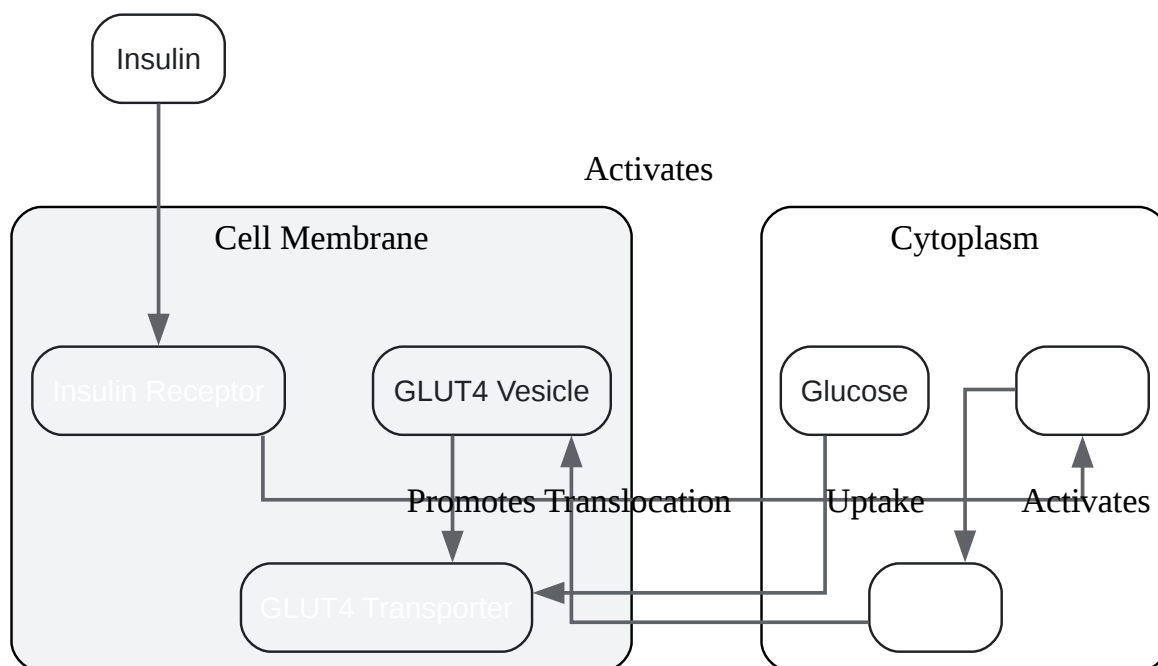 Insulin
Activates
Cell Membrane
Cytoplasm
Insulin Receptor
GLUT4 Vesicle
Glucose
Promotes Translocation
Uptake
Activates
GLUT4 Transporter